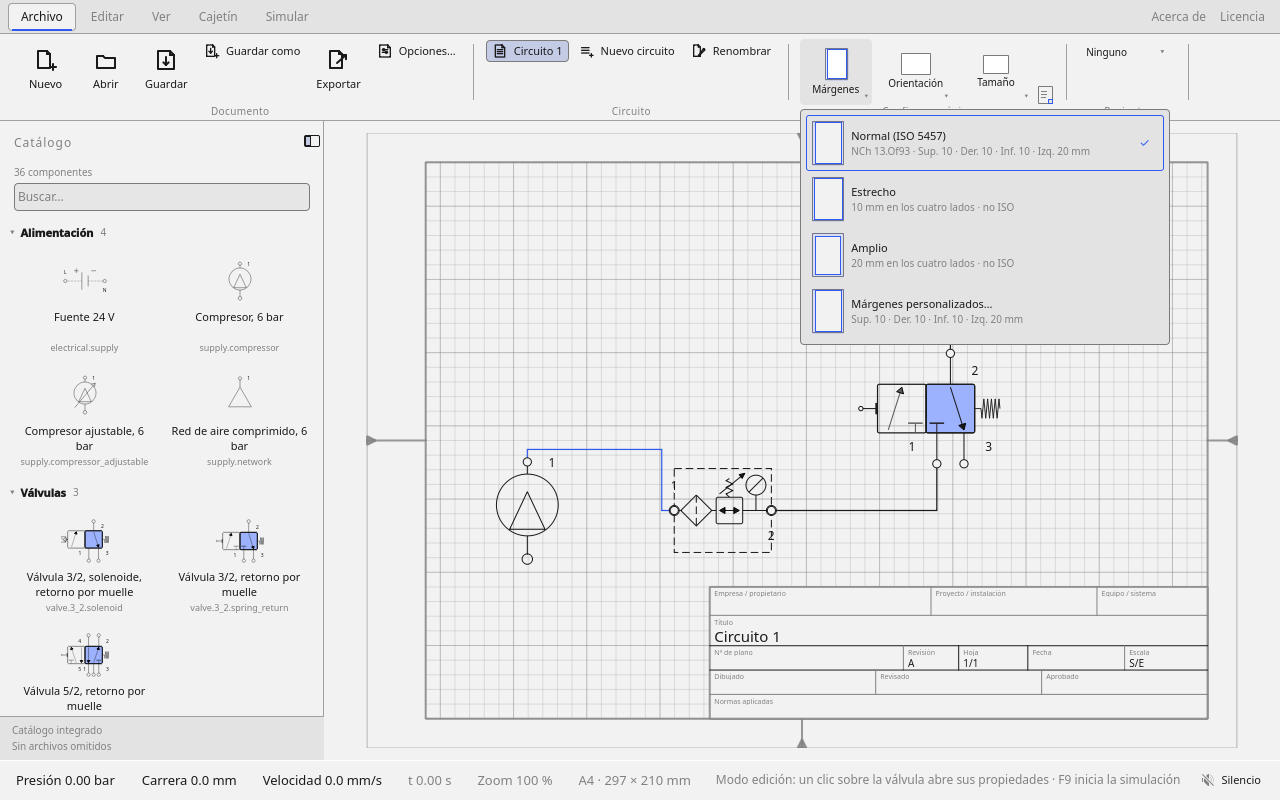 Archivo
Editar
Ver
Cajetín
Simular
Acerca de
Licencia
Nuevo
Abrir
Guardar
Guardar como
Exportar
Opciones...
Documento
Circuito 1
Nuevo circuito
Renombrar
Circuito
Márgenes
Orientación
Tamaño
Ninguno
Catálogo
36 componentes
Buscar...
Alimentación 4
Fuente 24 V
electrical.supply
Compresor, 6 bar
supply.compressor
Compresor ajustable, 6
bar
supply.compressor_adjustable
Red de aire comprimido, 6
bar
supply.network
Válvulas 3
Válvula 3/2, solenoide,
retorno por muelle
valve.3_2.solenoid
Válvula 3/2, retorno por
muelle
valve.3_2.spring_return
Válvula 5/2, retorno por
muelle
Catálogo integrado
Sin archivos omitidos
Normal (ISO 5457)
NCh 13.Of93 · Sup. 10 · Der. 10 · Inf. 10 · Izq. 20 mm
Estrecho
10 mm en los cuatro lados · no ISO
Amplio
20 mm en los cuatro lados · no ISO
Márgenes personalizados...
Sup. 10 · Der. 10 · Inf. 10 · Izq. 20 mm
2
1
3
1
1
2
Empresa / propietario
Proyecto / instalación
Equipo / sistema
Título
Circuito 1
Nº de plano
Revisión
A
Hoja
1/1
Fecha
Escala
S/E
Dibujado
Revisado
Aprobado
Normas aplicadas
Presión 0.00 bar
Carrera 0.0 mm
Velocidad 0.0 mm/s
t 0.00 s
Zoom 100 %
A4 · 297 × 210 mm
Modo edición: un clic sobre la válvula abre sus propiedades · F9 inicia la simulación
Silencio